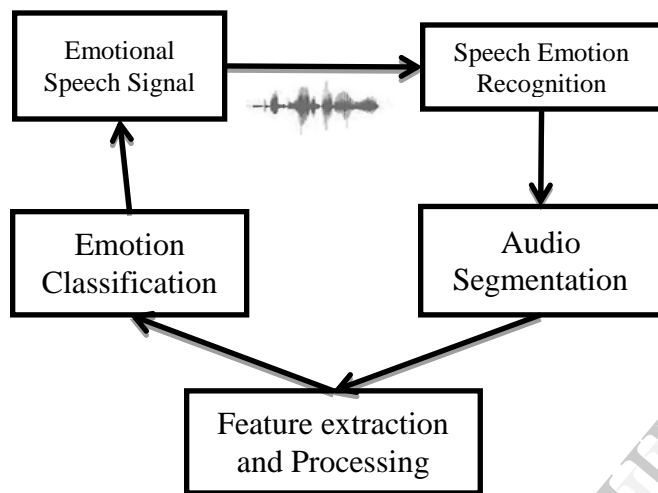 Emotional
Speech Signal
Speech Emotion
Recognition
Emotion
Classification
Audio
Segmentation
Feature extraction
and Processing